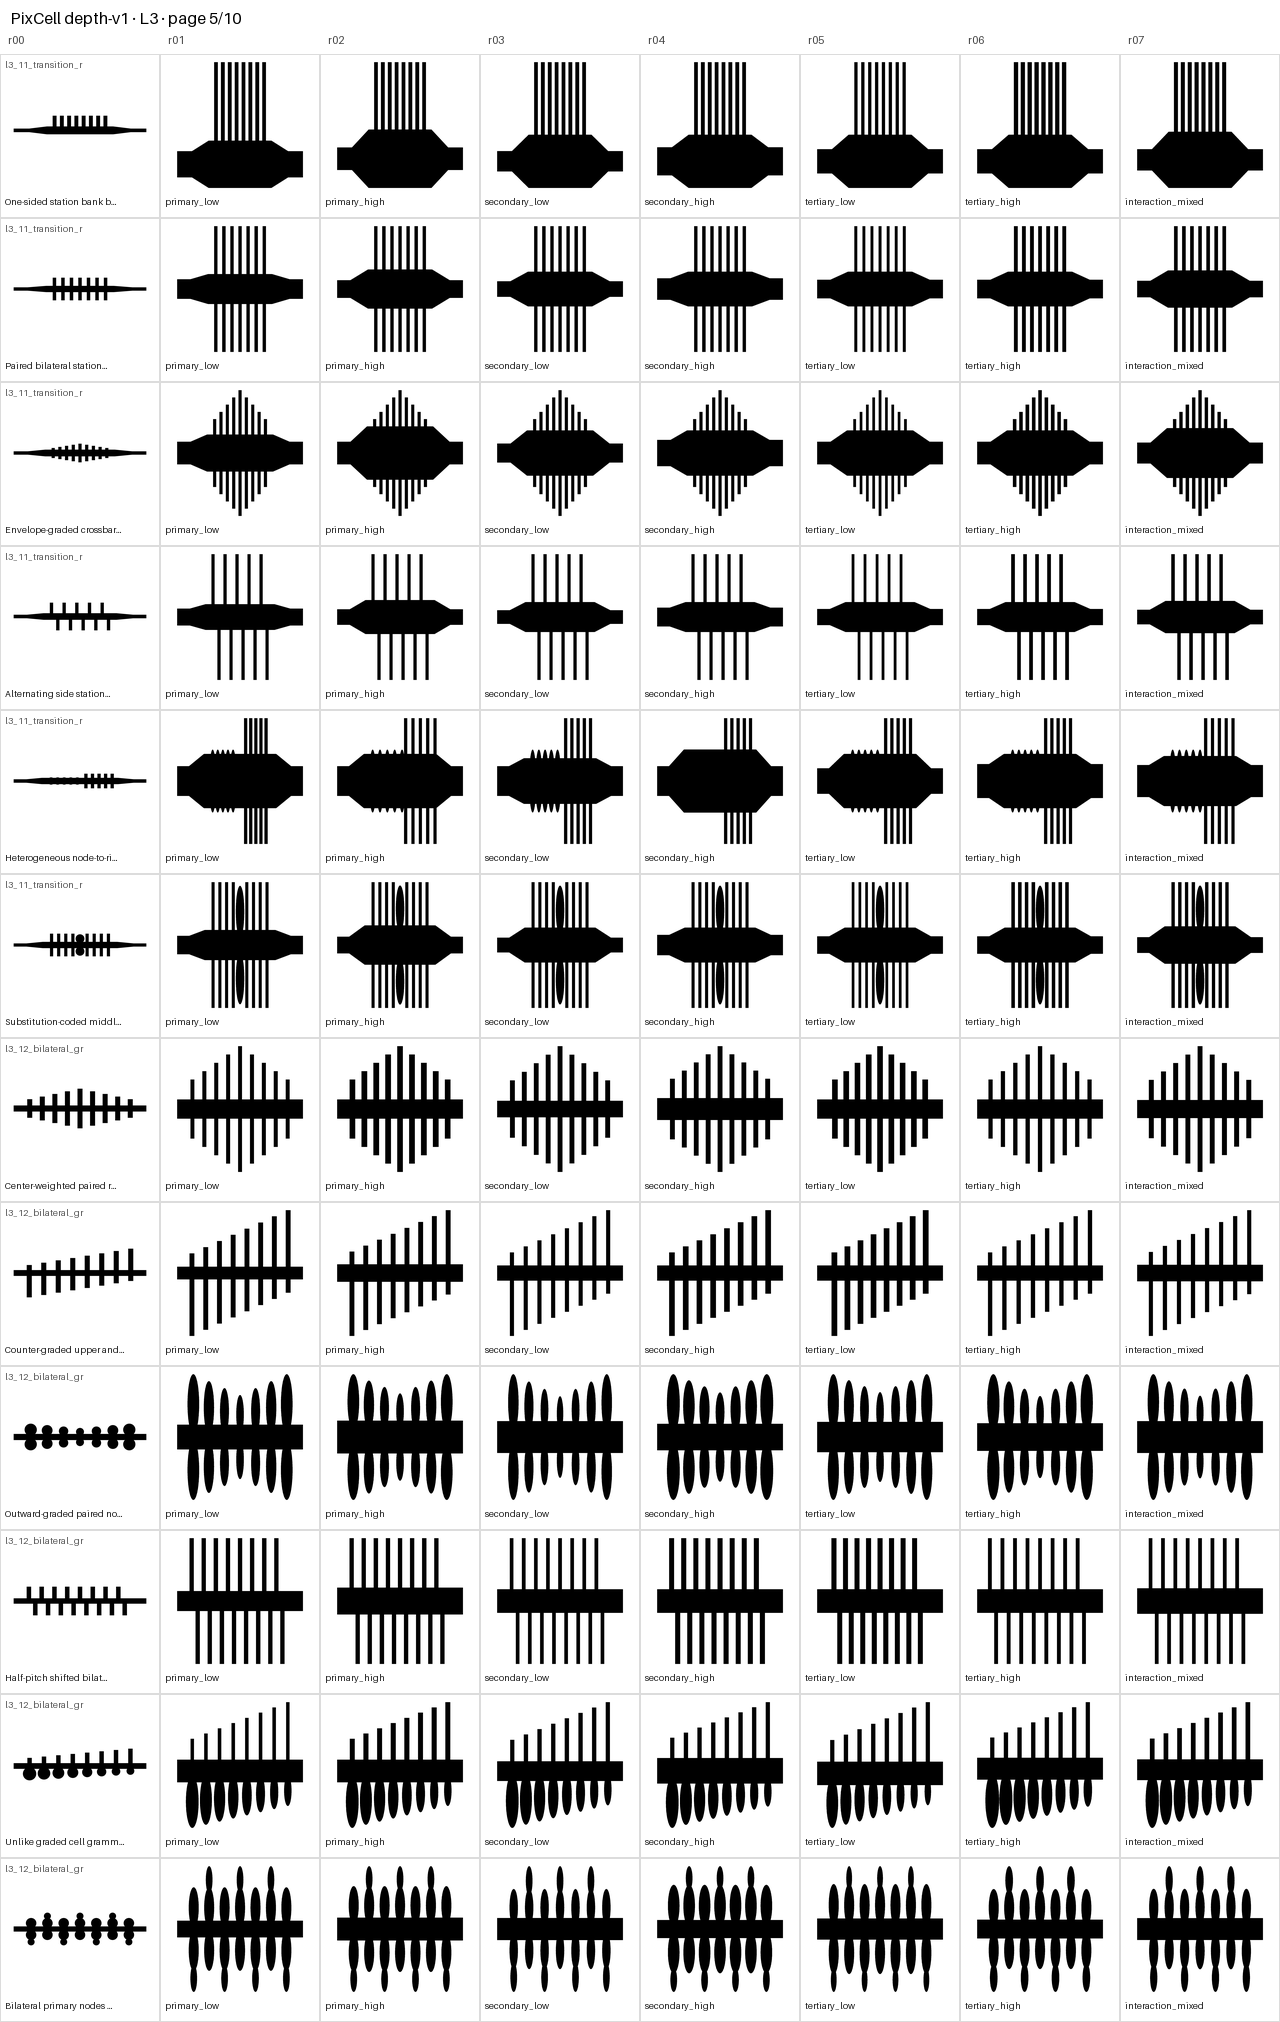 PixCell depth-v1 · L3 · page 5/10
r00 r01 r02 r03 r04 r05 r06 r07
l3_11_transition_r
One-sided station bank b... primary_low primary_high secondary_low secondary_high tertiary_low tertiary_high interaction_mixed
l3_11_transition_r
Paired bilateral station... primary_low primary_high secondary_low secondary_high tertiary_low tertiary_high interaction_mixed
l3_11_transition_r
Envelope-graded crossbar... primary_low primary_high secondary_low secondary_high tertiary_low tertiary_high interaction_mixed
l3_11_transition_r
Alternating side station... primary_low primary_high secondary_low secondary_high tertiary_low tertiary_high interaction_mixed
l3_11_transition_r
Heterogeneous node-to-ri... primary_low primary_high secondary_low secondary_high tertiary_low tertiary_high interaction_mixed
l3_11_transition_r
Substitution-coded middl... primary_low primary_high secondary_low secondary_high tertiary_low tertiary_high interaction_mixed
l3_12_bilateral_gr
Center-weighted paired r... primary_low primary_high secondary_low secondary_high tertiary_low tertiary_high interaction_mixed
l3_12_bilateral_gr
Counter-graded upper and... primary_low primary_high secondary_low secondary_high tertiary_low tertiary_high interaction_mixed
l3_12_bilateral_gr
Outward-graded paired no... primary_low primary_high secondary_low secondary_high tertiary_low tertiary_high interaction_mixed
l3_12_bilateral_gr
Half-pitch shifted bilat... primary_low primary_high secondary_low secondary_high tertiary_low tertiary_high interaction_mixed
l3_12_bilateral_gr
Unlike graded cell gramm... primary_low primary_high secondary_low secondary_high tertiary_low tertiary_high interaction_mixed
l3_12_bilateral_gr
Bilateral primary nodes ... primary_low primary_high secondary_low secondary_high tertiary_low tertiary_high interaction_mixed